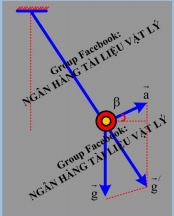 Group Facebook:
NGÂN HÀNG TÀI LIỆU VẬT LÝ
β
a
Group Facebook:
NGÂN HÀNG TÀI LIỆU VẬT LÝ
g
g'